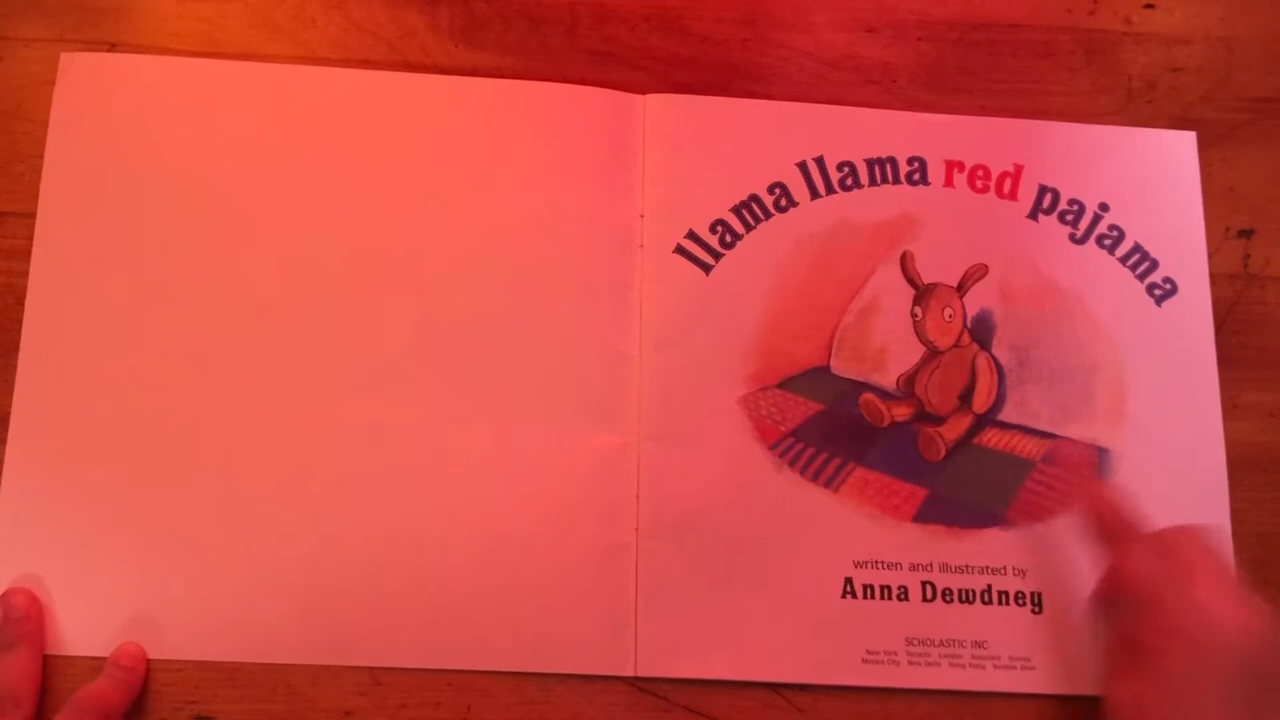 llama llama red pajama
written and illustrated by
Anna Dewdney
SCHOLASTIC INC.
New York Toronto London Auckland Sydney
Mexico City New Delhi Hong Kong Buenos Aires